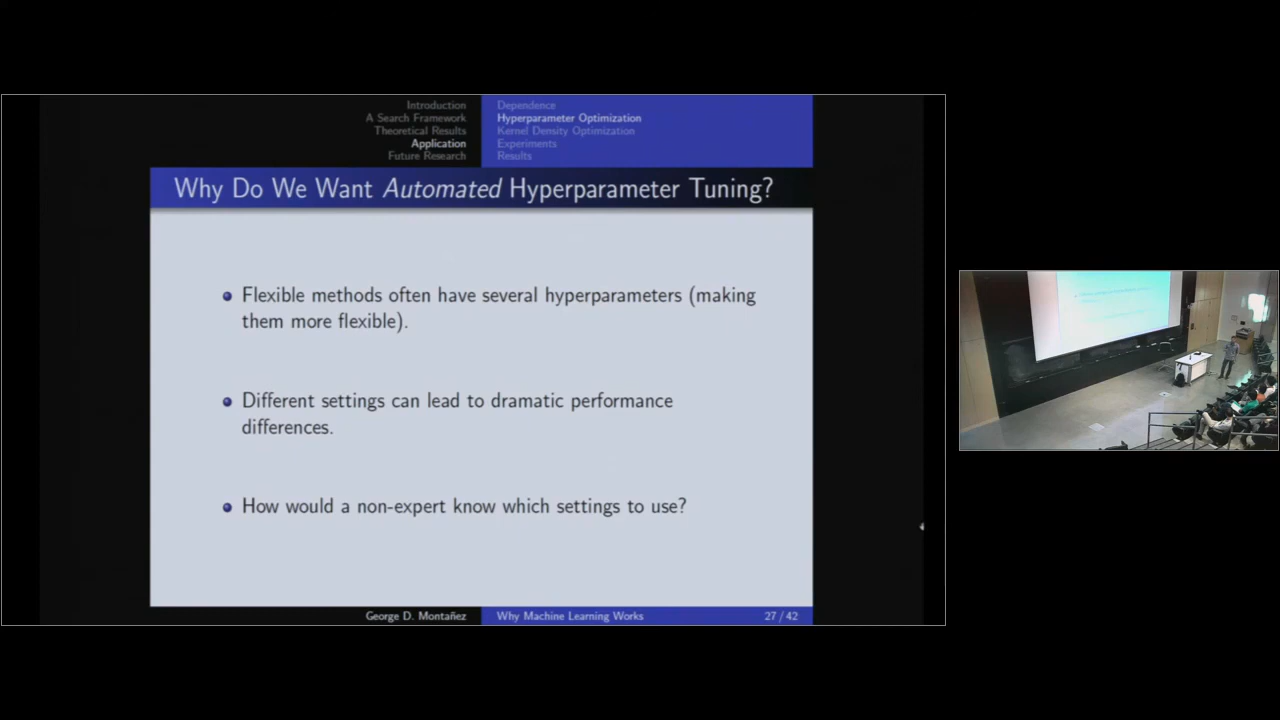 Introduction
A Search Framework
Theoretical Results
Application
Future Research
Dependence
Hyperparameter Optimization
Kernel Density Optimization
Experiments
Results
Why Do We Want Automated Hyperparameter Tuning?
Flexible methods often have several hyperparameters (making
them more flexible).
Different settings can lead to dramatic performance
differences.
How would a non-expert know which settings to use?
George D. Montañez
Why Machine Learning Works
27 / 42